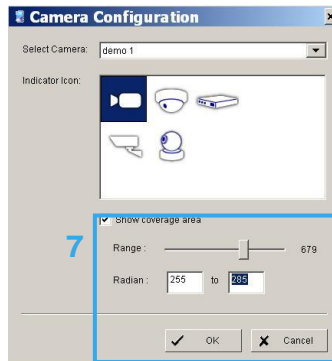 Camera Configuration
Select Camera: demo 1
Indicator Icon:
Show coverage area
7
Range : 679
Radian : 255 to 285
OK Cancel